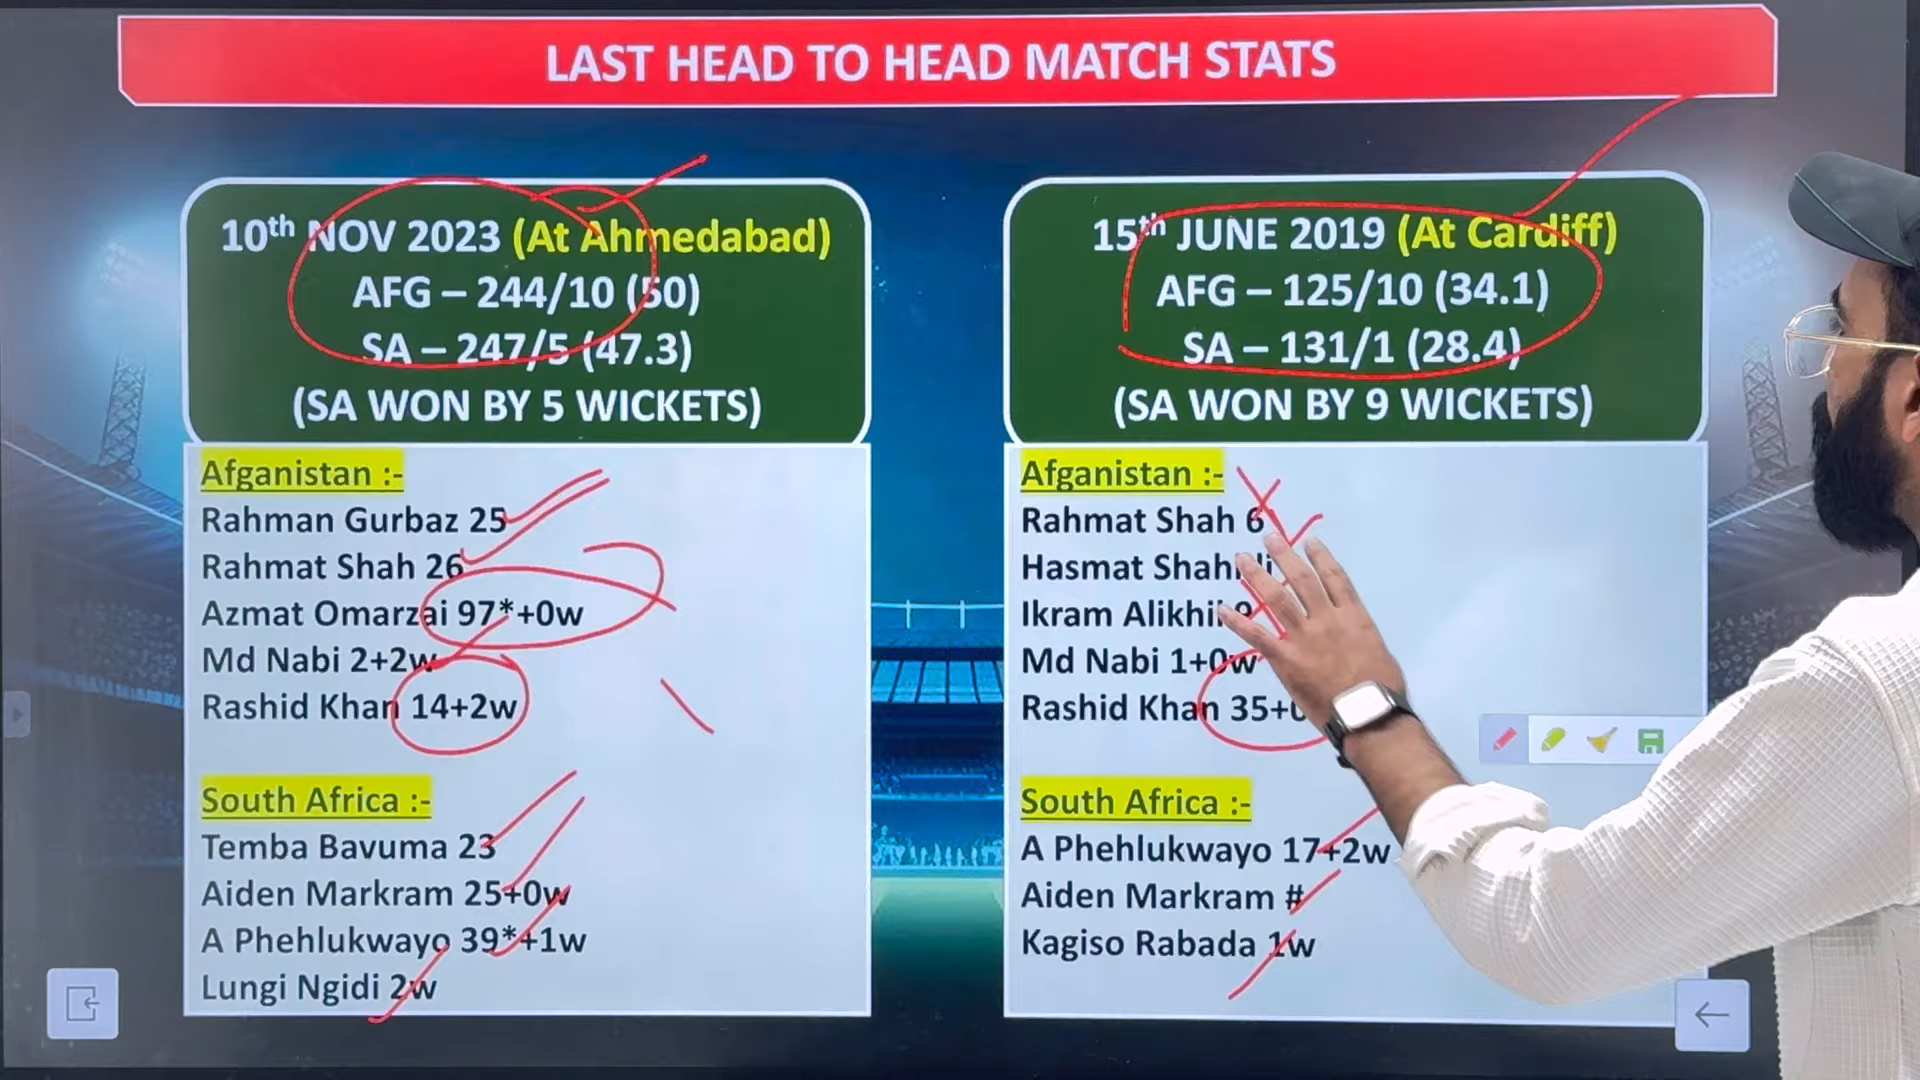 LAST HEAD TO HEAD MATCH STATS
10th NOV 2023 (At Ahmedabad)
AFG – 244/10 (50)
SA – 247/5 (47.3)
(SA WON BY 5 WICKETS)
Afganistan :-
Rahman Gurbaz 25
Rahmat Shah 26
Azmat Omarzai 97*+0w
Md Nabi 2+2w
Rashid Khan 14+2w
South Africa :-
Temba Bavuma 23
Aiden Markram 25+0w
A Phehlukwayo 39*+1w
Lungi Ngidi 2w
15th JUNE 2019 (At Cardiff)
AFG – 125/10 (34.1)
SA – 131/1 (28.4)
(SA WON BY 9 WICKETS)
Afganistan :-
Rahmat Shah 6
Hasmat
Ikram
Md Nabi 1+0w
Rashid Khan
South Africa :-
A Phehlukwayo 17+2w
Aiden Markram #
Kagiso Rabada 1w